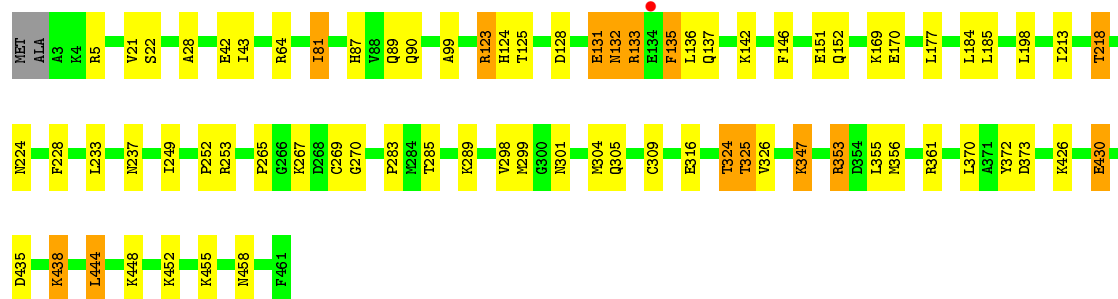 MET ALA A3 K4 R5 V21 S22 A28 E42 I43 R64 I81 H87 V88 Q89 Q90 A99 R123 H124 T125 D128 E131 N132 R133 E134 F135 L136 Q137 K142 F146 E151 Q152 K169 E170 L177 L184 L185 L198 I213 T218
N224 F228 L233 N237 I249 P252 R253 P265 G266 K267 D268 C269 G270 P283 M284 T285 K289 V298 M299 G300 N301 M304 Q305 C309 E316 T324 T325 V326 K347 R353 D354 L355 M356 R361 L370 A371 Y372 D373 K426 E430
D435 K438 L444 K448 K452 K455 N458 F461